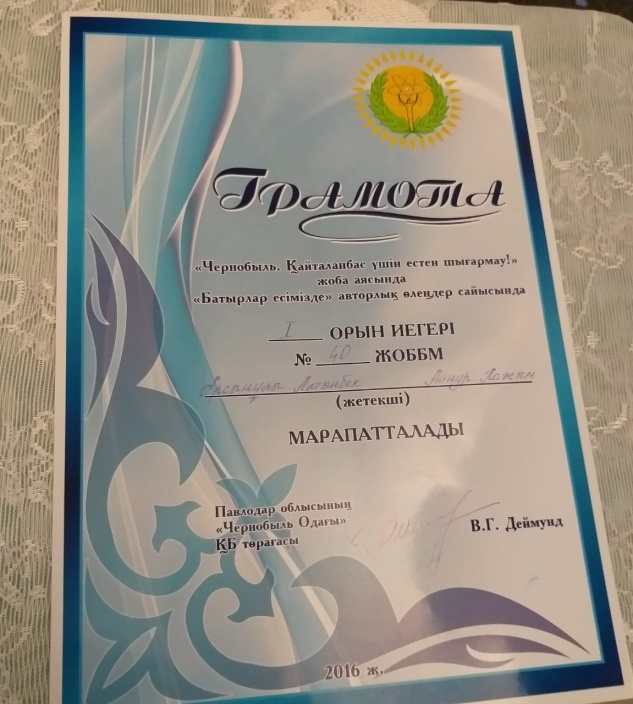 ГРАМОТА
«Чернобыль. Қайталанбас үшін естен шығармау!»
жоба аясында
«Батырлар есімізде» авторлық өлеңдер сайысында
I ОРЫН ИЕГЕРІ
№ 40 ЖОББМ
Айнур
(жетекші)
МАРАПАТТАЛАДЫ
Павлодар облысының
«Чернобыль Одағы»
ҚБ төрағасы
В.Г. Деймунд
2016 ж.